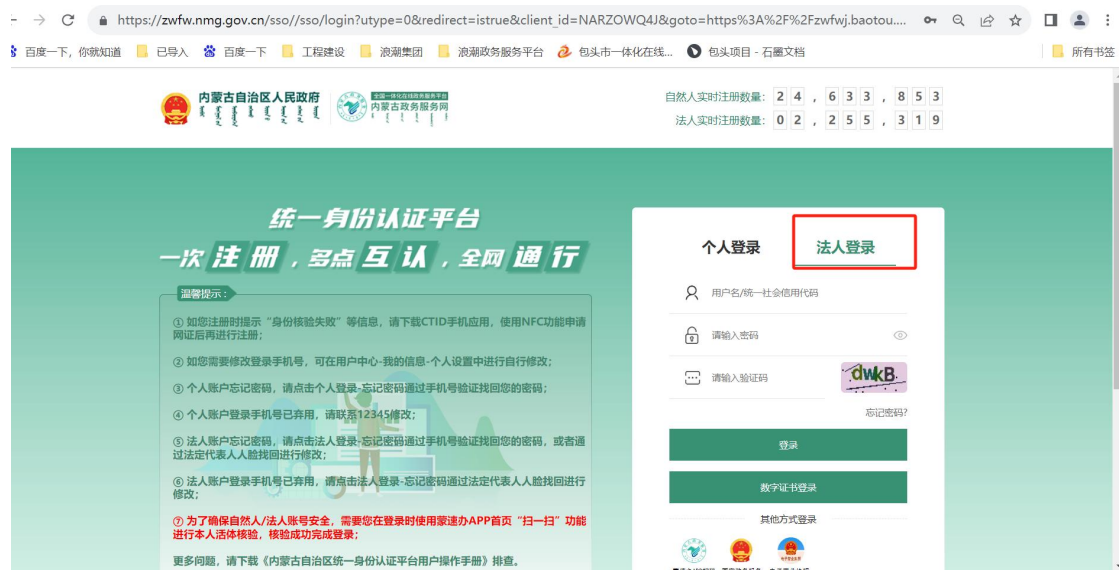 https://zwfw.nmg.gov.cn/sso//sso/login?utype=0&redirect=istrue&client_id=NARZOWQ4J&goto=https%3A%2F%2Fzwfwj.baotou....
百度一下，你就知道 已导入 百度一下 工程建设 浪潮集团 浪潮政务服务平台 包头市一体化在线... 包头项目 - 石墨文档 所有书签
内蒙古自治区人民政府
全国一体化在线政务服务平台
内蒙古政务服务网
自然人实时注册数量： 24,633,853
法人实时注册数量： 02,255,319
统一身份认证平台
一次 注册，多点 互认，全网 通行
温馨提示：
① 如您注册时提示“身份核验失败”等信息，请下载CTID手机应用，使用NFC功能申请
网证后再进行注册；
② 如您需要修改登录手机号，可在用户中心-我的信息-个人设置中进行自行修改；
③ 个人账户忘记密码，请点击个人登录-忘记密码通过手机号验证找回您的密码；
④ 个人账户登录手机号已弃用，请联系12345修改；
⑤ 法人账户忘记密码，请点击法人登录-忘记密码通过手机号验证找回您的密码，或者通
过法定代表人人脸找回进行修改；
⑥ 法人账户登录手机号已弃用，请点击法人登录-忘记密码通过法定代表人人脸找回进行
修改；
⑦ 为了确保自然人/法人账号安全，需要您在登录时使用蒙速办APP首页“扫一扫”功能
进行本人活体核验，核验成功完成登录；
更多问题，请下载《内蒙古自治区统一身份认证平台用户操作手册》排查。
个人登录 法人登录
用户名/统一社会信用代码
请输入密码
请输入验证码 dwkB
忘记密码?
登录
数字证书登录
其他方式登录